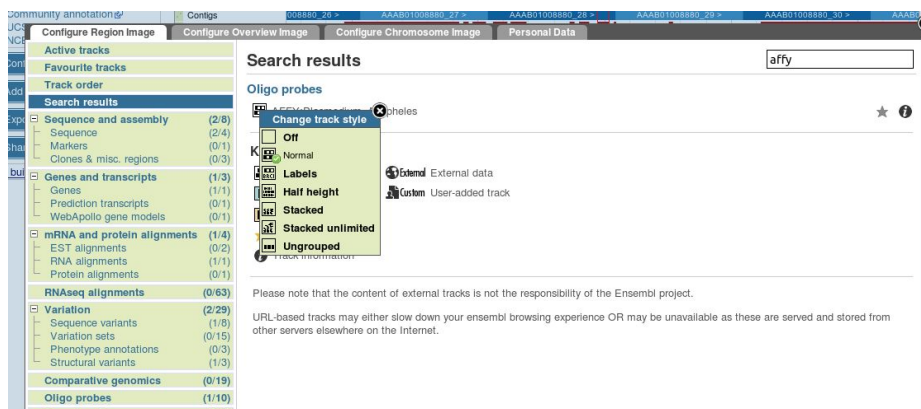 mmunity annotation
Contigs
008880_26 > AAAB01008880_27 > AAAB01008880_28 > AAAB01008880_29 > AAAB01008880_30 >
Configure Region Image Configure Overview Image Configure Chromosome Image Personal Data
Active tracks
Favourite tracks
Track order
Search results
Sequence and assembly (2/8)
Sequence (2/4)
Markers (0/1)
Clones & misc. regions (0/3)
Genes and transcripts (1/3)
Genes (1/1)
Prediction transcripts (0/1)
WebApollo gene models (0/1)
mRNA and protein alignments (1/4)
EST alignments (0/2)
RNA alignments (1/1)
Protein alignments (0/1)
RNAseq alignments (0/63)
Variation (2/29)
Sequence variants (1/8)
Variation sets (0/15)
Phenotype annotations (0/3)
Structural variants (1/3)
Comparative genomics (0/19)
Oligo probes (1/10)
Search results
affy
Oligo probes
pheles
Change track style
Off
Normal
Labels
Half height
Stacked
Stacked unlimited
Ungrouped
External External data
Custom User-added track
Track information
Please note that the content of external tracks is not the responsibility of the Ensembl project.
URL-based tracks may either slow down your ensembl browsing experience OR may be unavailable as these are served and stored from
other servers elsewhere on the Internet.